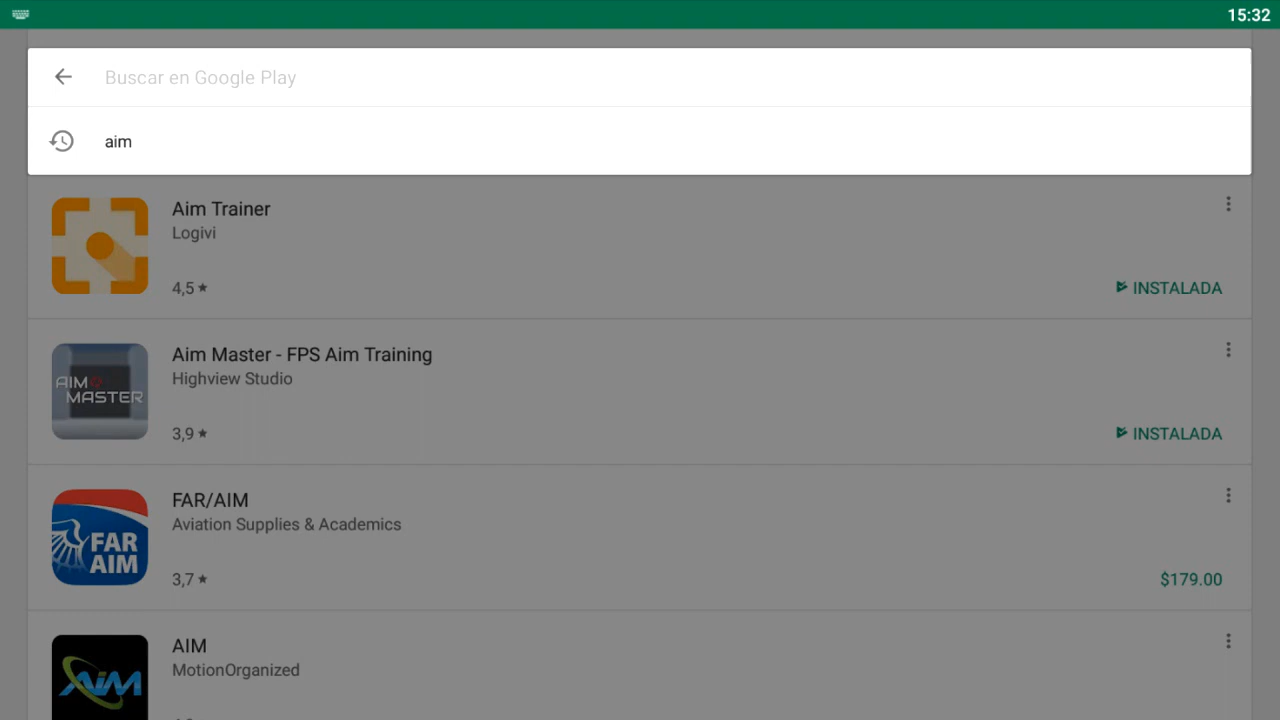 15:32
Buscar en Google Play
aim
Aim Trainer
Logivi
4,5 ★
INSTALADA
Aim Master - FPS Aim Training
Highview Studio
AIM
MASTER
3,9 ★
INSTALADA
FAR/AIM
Aviation Supplies & Academics
FAR
AIM
3,7 ★
$179.00
AIM
MotionOrganized
AiM